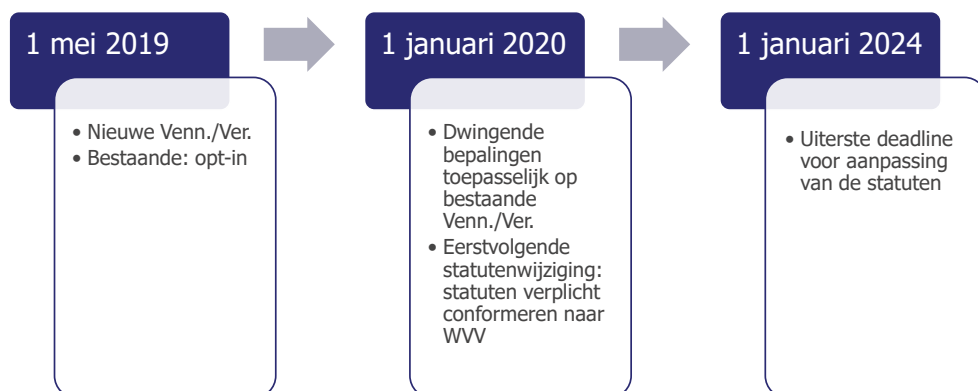 1 mei 2019
• Nieuwe Venn./Ver.
• Bestaande: opt-in
1 januari 2020
• Dwingende
bepalingen
toepasselijk op
bestaande
Venn./Ver.
• Eerstvolgende
statutenwijziging:
statuten verplicht
conformeren naar
WVV
1 januari 2024
• Uiterste deadline
voor aanpassing
van de statuten